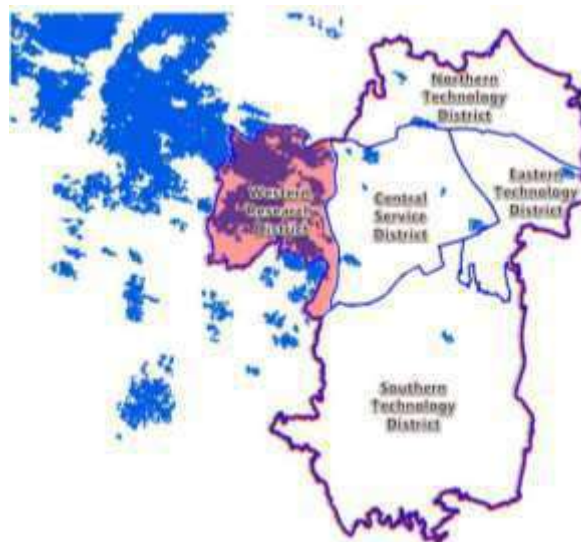 Northern
Technology
District
Western
Research
District
Central
Service
District
Eastern
Technology
District
Southern
Technology
District